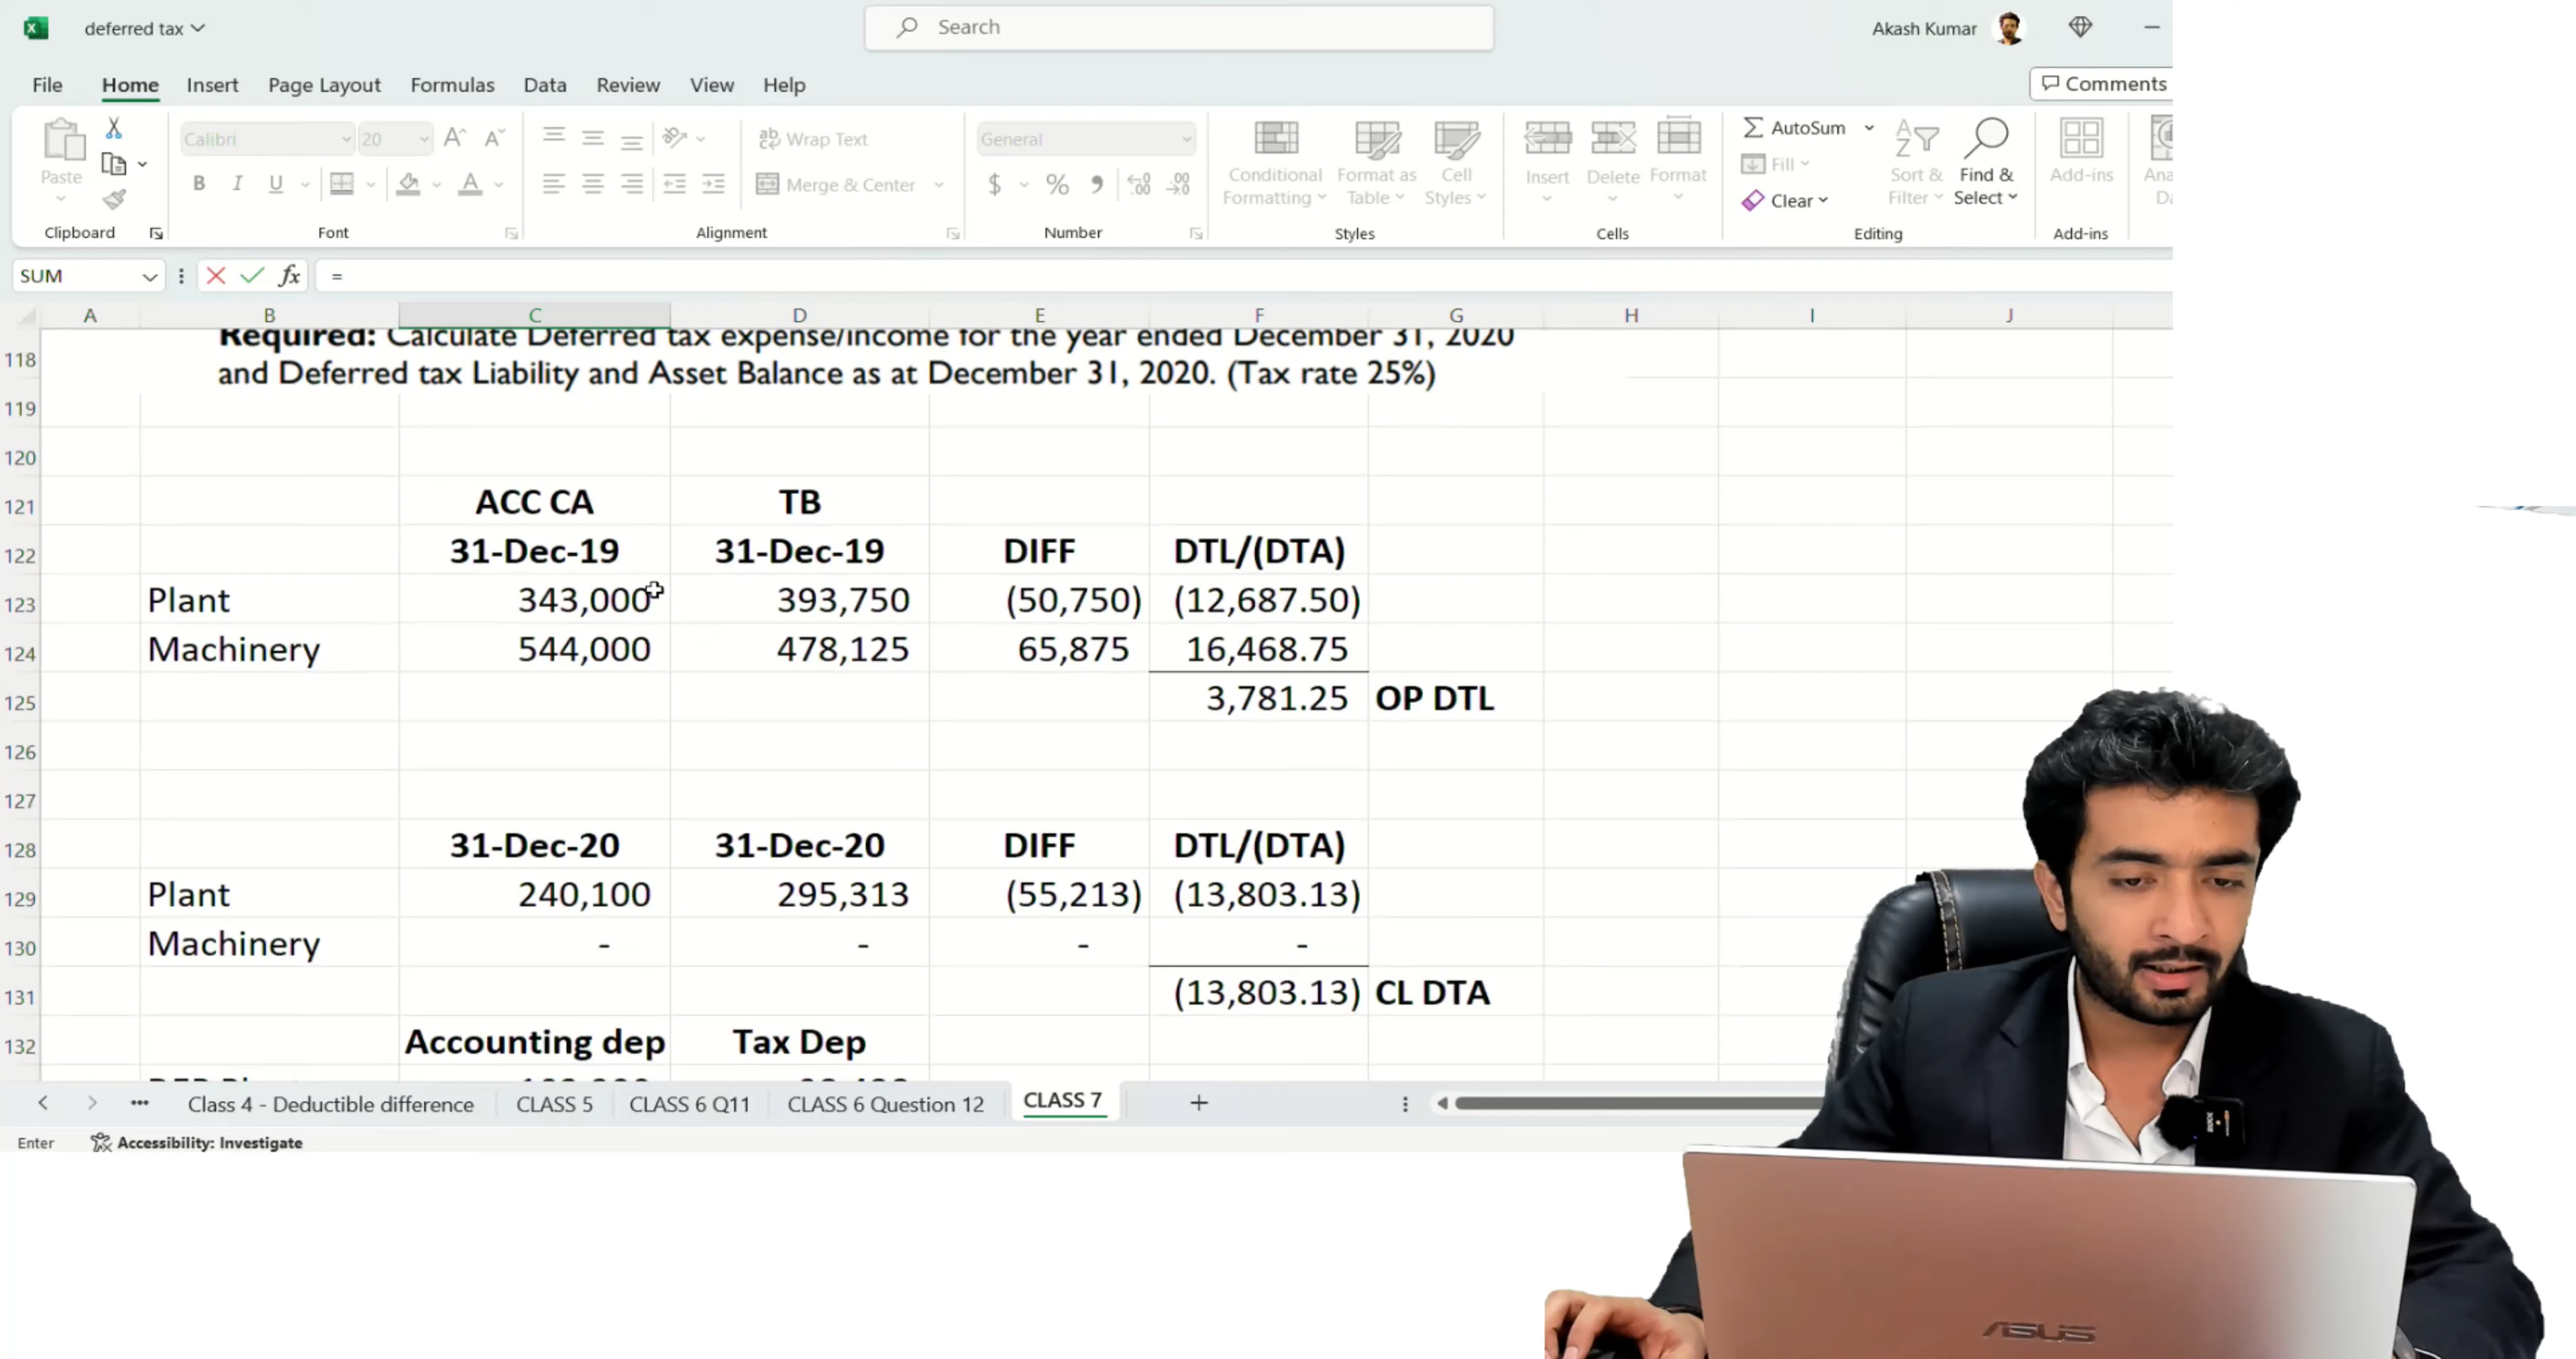 deferred tax
Search
Akash Kumar
File Home Insert Page Layout Formulas Data Review View Help
Comments
Paste
Clipboard
Calibri 20
B I U
Font
Wrap Text
Merge & Center
Alignment
General
$ % ,
Number
Conditional Formatting
Format as Table
Cell Styles
Styles
Insert Delete Format
Cells
AutoSum
Fill
Clear
Sort & Filter
Find & Select
Editing
Add-ins
Add-ins
SUM fx =
A B C D E F G H I J
118 Required: Calculate Deferred tax expense/income for the year ended December 31, 2020
and Deferred tax Liability and Asset Balance as at December 31, 2020. (Tax rate 25%)
119
120
121 ACC CA TB
122 31-Dec-19 31-Dec-19 DIFF DTL/(DTA)
123 Plant 343,000 393,750 (50,750) (12,687.50)
124 Machinery 544,000 478,125 65,875 16,468.75
125 3,781.25 OP DTL
126
127
128 31-Dec-20 31-Dec-20 DIFF DTL/(DTA)
129 Plant 240,100 295,313 (55,213) (13,803.13)
130 Machinery - - - -
131 (13,803.13) CL DTA
132 Accounting dep Tax Dep
... Class 4 - Deductible difference CLASS 5 CLASS 6 Q11 CLASS 6 Question 12 CLASS 7 +
Enter Accessibility: Investigate
RODE
ASUS